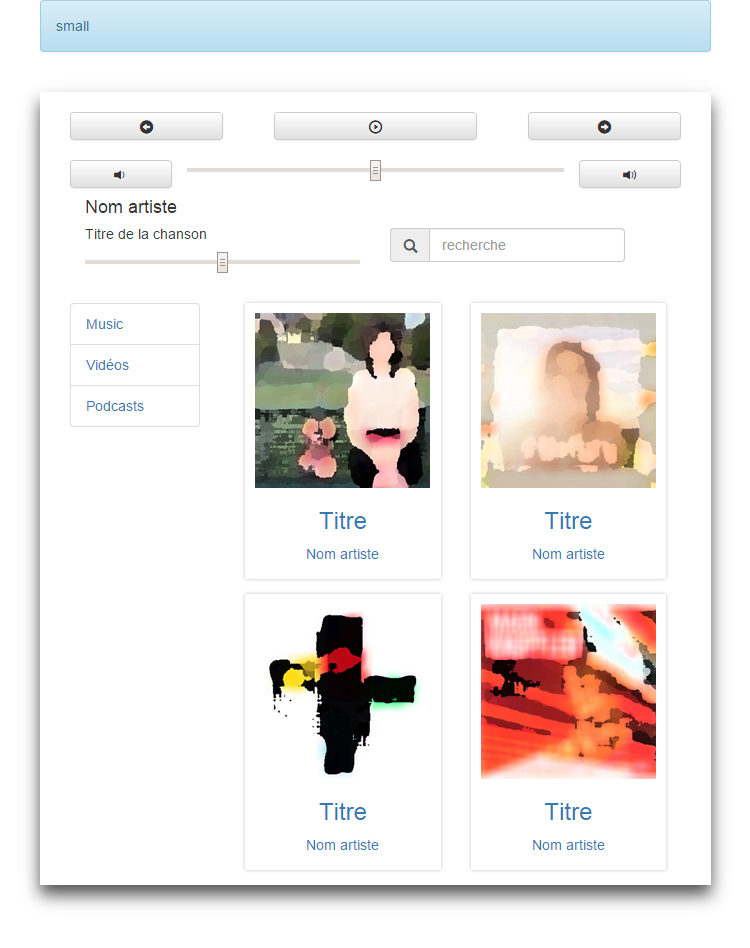 small
Nom artiste
Titre de la chanson
recherche
Music
Vidéos
Podcasts
Titre
Nom artiste
Titre
Nom artiste
Titre
Nom artiste
Titre
Nom artiste